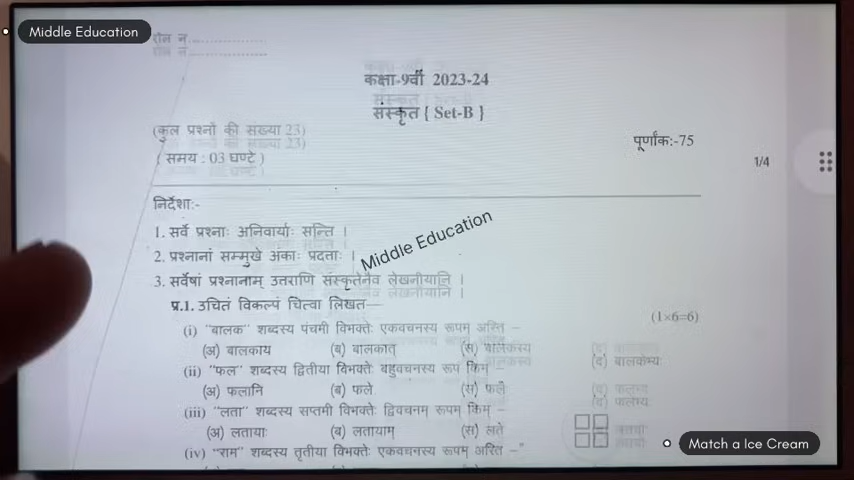 Middle Education
रोल न.
कक्षा-9वीं 2023-24
संस्कृत { Set-B }
(कुल प्रश्नों की संख्या 23)
पूर्णांक:-75
( समय : 03 घण्टे )
1/4
निर्देशाः-
1. सर्वे प्रश्नाः अनिवार्याः सन्ति ।
2. प्रश्नानां सम्मुखे अंकाः प्रदताः ।
Middle Education
3. सर्वेषां प्रश्नानाम् उत्तराणि संस्कृतेनैव लेखनीयानि ।
प्र.1. उचितं विकल्पं चित्वा लिखत—
(1×6=6)
(i) "बालक" शब्दस्य पंचमी विभक्तेः एकवचनस्य रूपम् अस्ति –
(अ) बालकाय (ब) बालकात् (स) बालकस्य (द) बालकेभ्यः
(ii) "फल" शब्दस्य द्वितीया विभक्तेः बहुवचनस्य रूप किम् –
(अ) फलानि (ब) फले (स) फलै
(iii) "लता" शब्दस्य सप्तमी विभक्तेः द्विवचनम् रूपम् किम् –
(अ) लतायाः (ब) लतायाम् (स) लते
(iv) "राम" शब्दस्य तृतीया विभक्तेः एकवचनस्य रूपम् अस्ति –
Match a Ice Cream